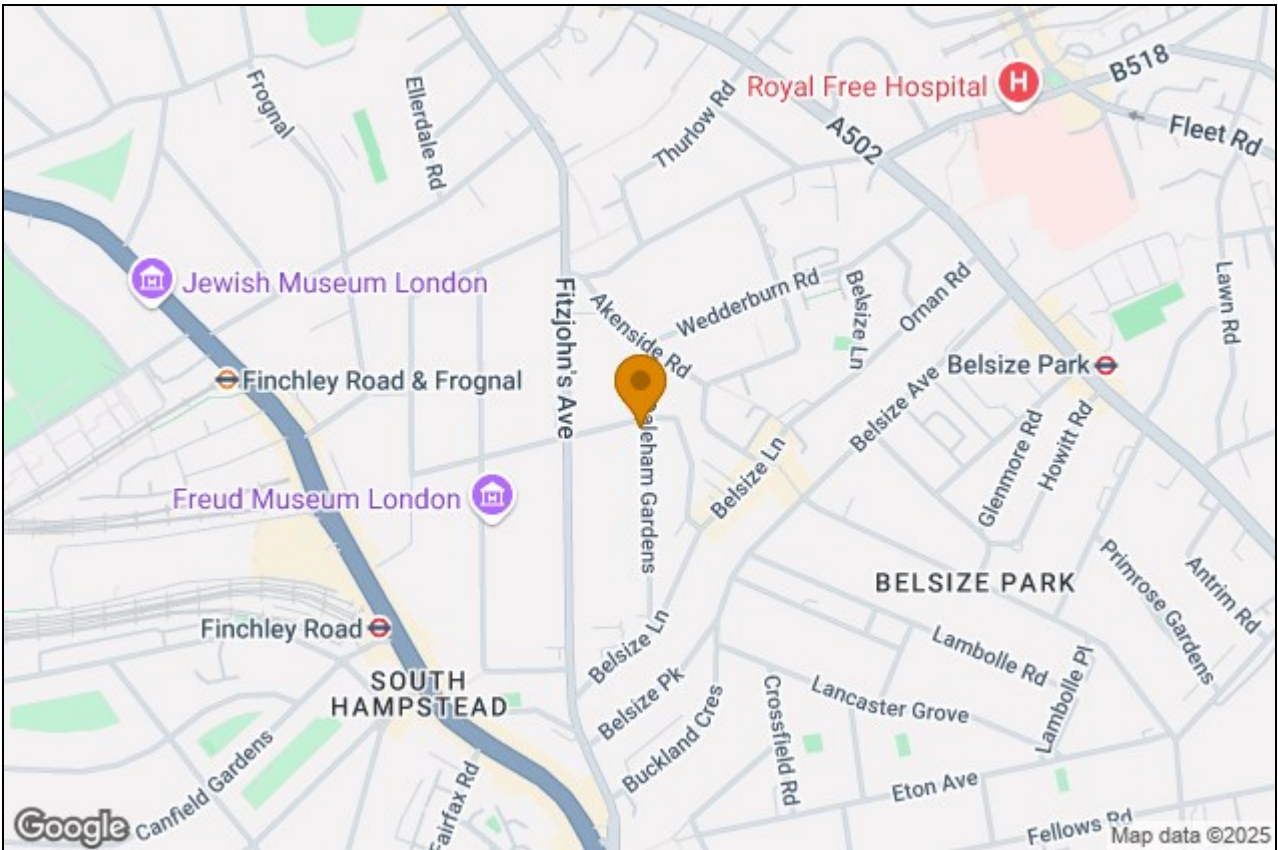 Royal Free Hospital
H
B518
Fleet Rd
A502
Thurlow Rd
Frognal
Ellerdale Rd
Jewish Museum London
Fitzjohn's Ave
Akenside Rd
Wedderburn Rd
Belsize Ln
Ornan Rd
Lawn Rd
Finchley Road & Frognal
Belsize Park
Belsize Ave
Glenmore Rd
Howitt Rd
Freud Museum London
Gardens
Belsize Ln
BELSIZE PARK
Primrose Gardens
Antrim Rd
Finchley Road
SOUTH
HAMPSTEAD
Belsize Ln
Belsize Pk
Buckland Cres
Crossfield Rd
Lancaster Grove
Lambolle Rd
Lambolle Pl
Eton Ave
Fellows Rd
Canfield Gardens
Fairfax Rd
Google
Map data ©2025